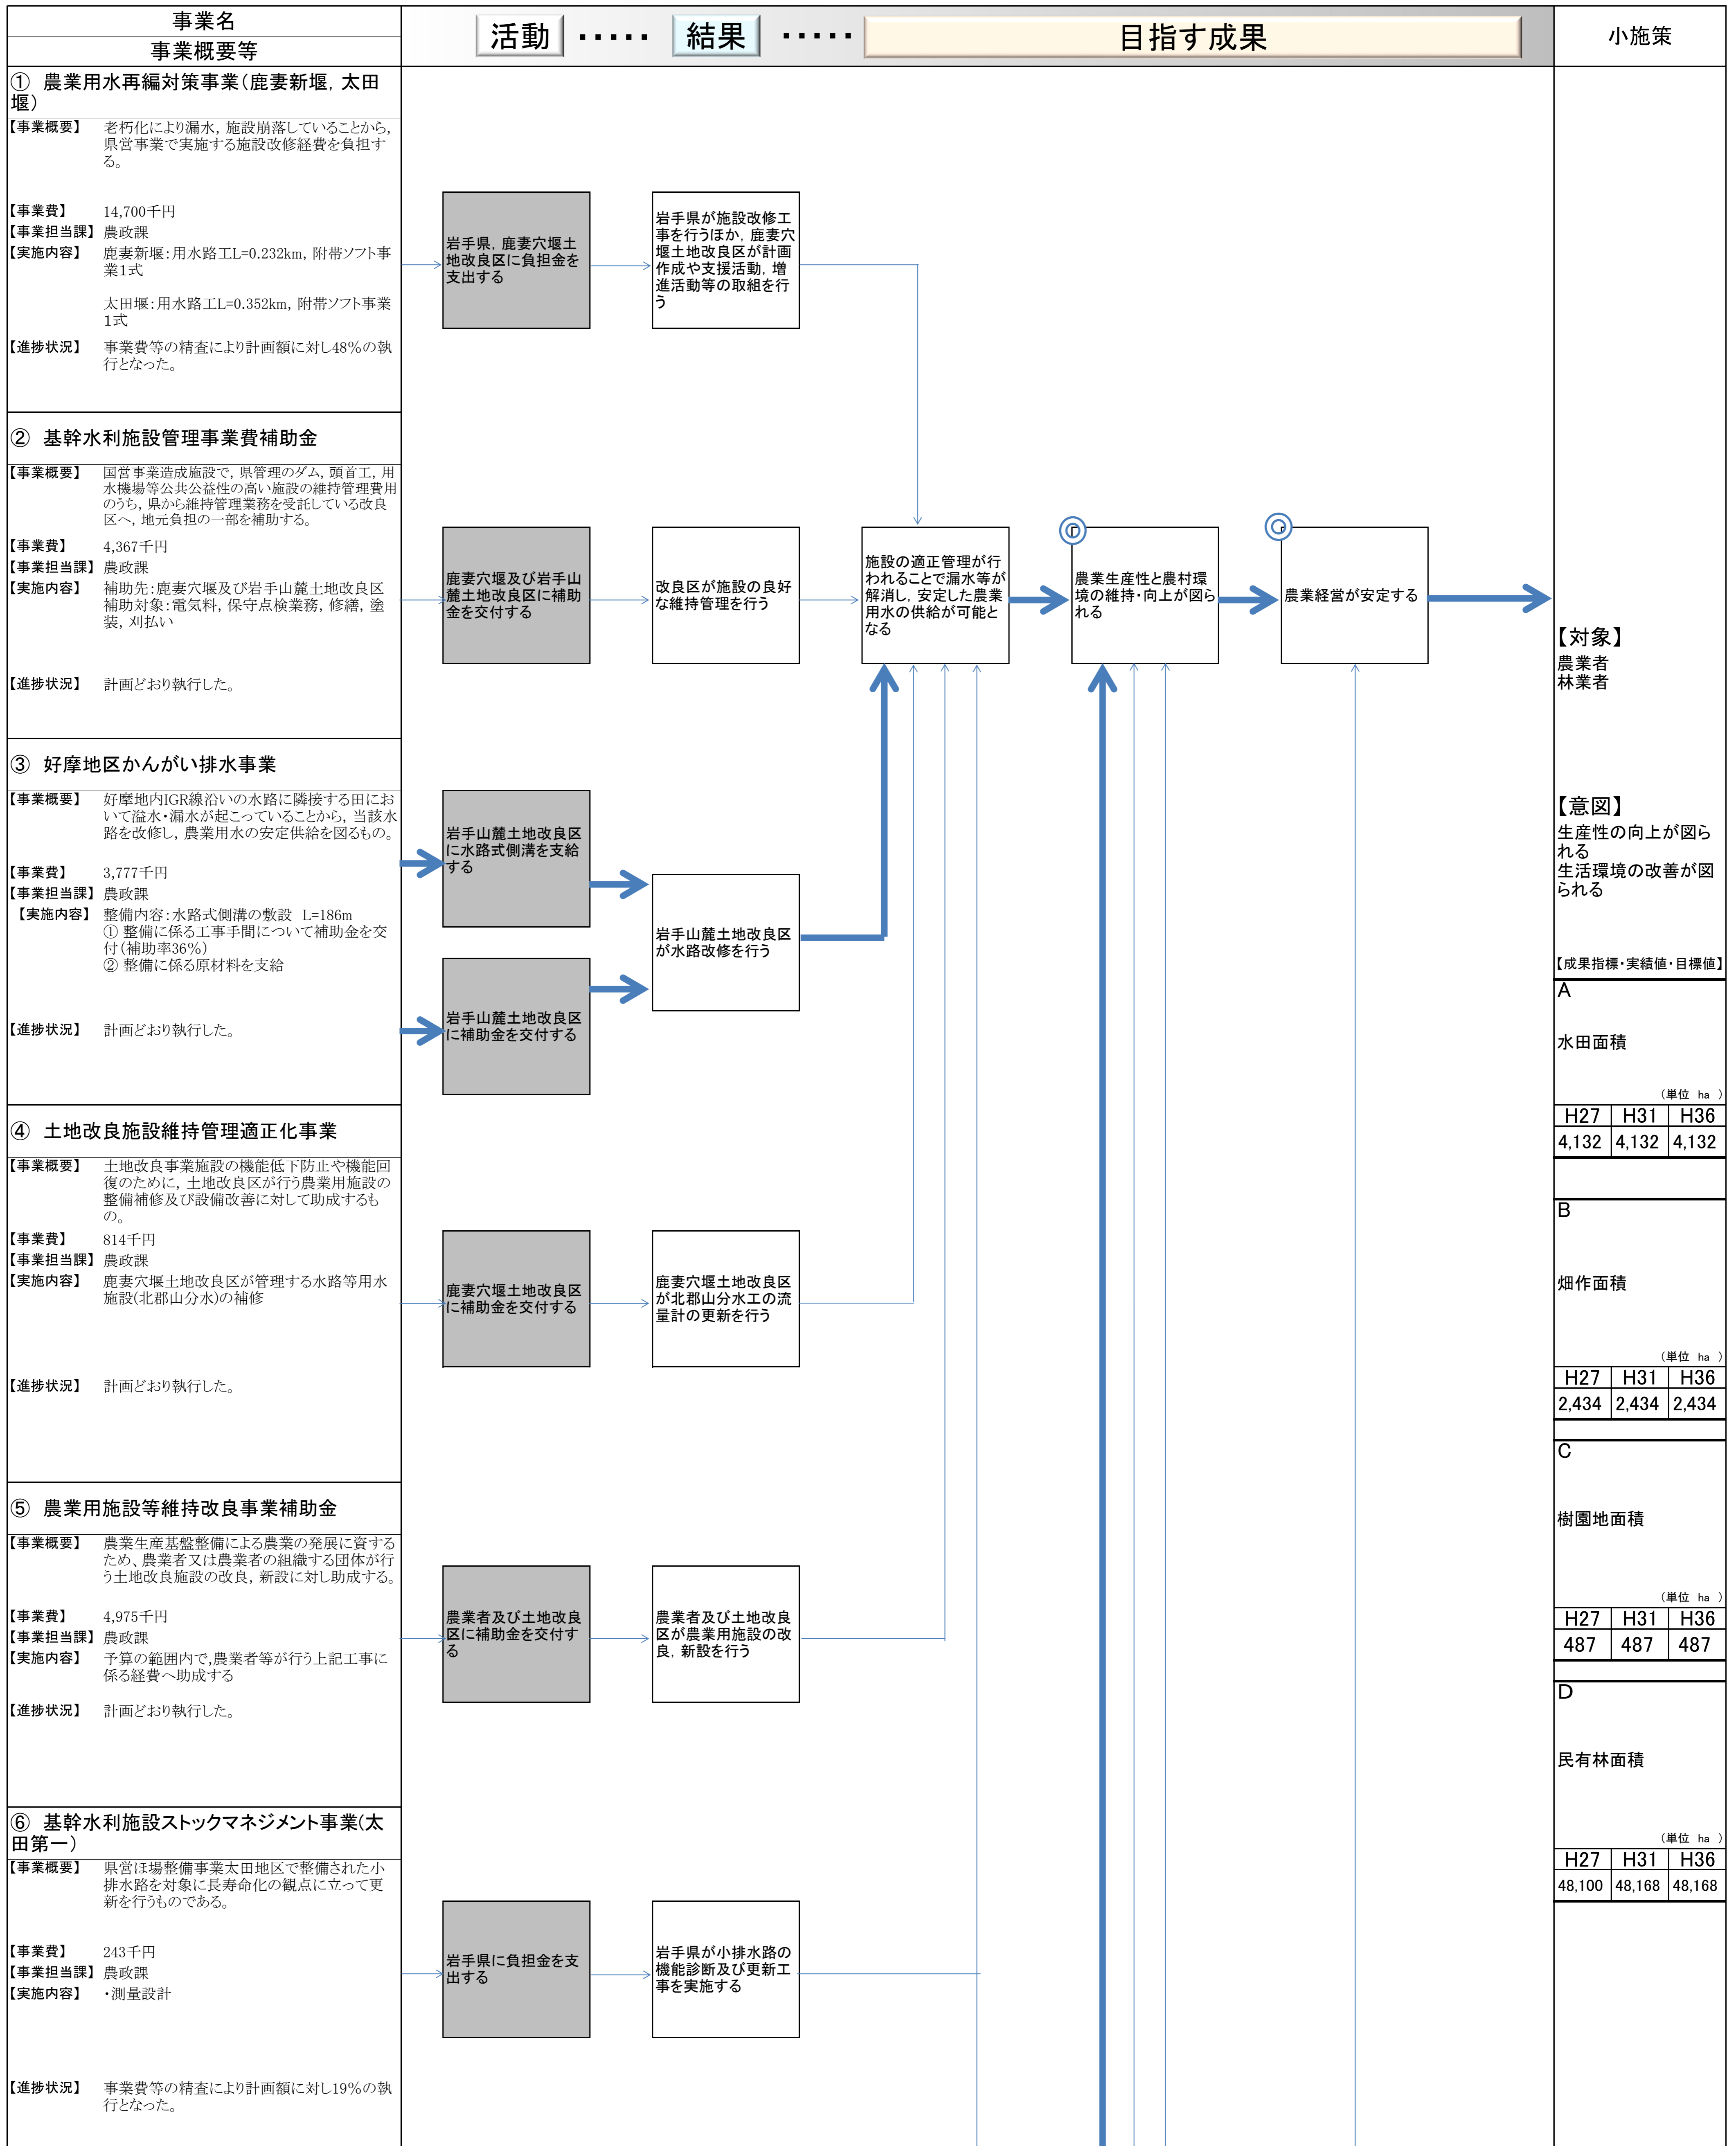 事業名
事業概要等
活動 ・・・・・ 結果 ・・・・・ 目指す成果
小施策
① 農業用水再編対策事業（鹿妻新堰，太田
堰）
【事業概要】 老朽化により漏水，施設崩落していることから，
県営事業で実施する施設改修経費を負担す
る。
【事業費】 14,700千円
【事業担当課】 農政課
【実施内容】 鹿妻新堰：用水路工L=0.232km，附帯ソフト事
業1式
太田堰：用水路工L=0.352km，附帯ソフト事業
1式
【進捗状況】 事業費等の精査により計画額に対し48％の執
行となった。
岩手県，鹿妻穴堰土
地改良区に負担金を
支出する
岩手県が施設改修工
事を行うほか，鹿妻穴
堰土地改良区が計画
作成や支援活動，増
進活動等の取組を行
う
② 基幹水利施設管理事業費補助金
【事業概要】 国営事業造成施設で，県管理のダム，頭首工，用
水機場等公共公益性の高い施設の維持管理費用
のうち，県から維持管理業務を受託している改良
区へ，地元負担の一部を補助する。
【事業費】 4,367千円
【事業担当課】 農政課
【実施内容】 補助先：鹿妻穴堰及び岩手山麓土地改良区
補助対象：電気料，保守点検業務，修繕，塗
装，刈払い
【進捗状況】 計画どおり執行した。
鹿妻穴堰及び岩手山
麓土地改良区に補助
金を交付する
改良区が施設の良好
な維持管理を行う
施設の適正管理が行
われることで漏水等が
解消し，安定した農業
用水の供給が可能と
なる
◎
農業生産性と農村環
境の維持・向上が図ら
れる
◎
農業経営が安定する
③ 好摩地区かんがい排水事業
【事業概要】 好摩地内IGR線沿いの水路に隣接する田にお
いて溢水・漏水が起こっていることから，当該水
路を改修し，農業用水の安定供給を図るもの。
【事業費】 3,777千円
【事業担当課】 農政課
【実施内容】 整備内容：水路式側溝の敷設 L=186m
① 整備に係る工事手間について補助金を交
付（補助率36％）
② 整備に係る原材料を支給
【進捗状況】 計画どおり執行した。
岩手山麓土地改良区
に水路式側溝を支給
する
岩手山麓土地改良区
に補助金を交付する
岩手山麓土地改良区
が水路改修を行う
④ 土地改良施設維持管理適正化事業
【事業概要】 土地改良事業施設の機能低下防止や機能回
復のために，土地改良区が行う農業用施設の
整備補修及び設備改善に対して助成するも
の。
【事業費】 814千円
【事業担当課】 農政課
【実施内容】 鹿妻穴堰土地改良区が管理する水路等用水
施設(北郡山分水)の補修
【進捗状況】 計画どおり執行した。
鹿妻穴堰土地改良区
に補助金を交付する
鹿妻穴堰土地改良区
が北郡山分水工の流
量計の更新を行う
⑤ 農業用施設等維持改良事業補助金
【事業概要】 農業生産基盤整備による農業の発展に資する
ため、農業者又は農業者の組織する団体が行
う土地改良施設の改良，新設に対し助成する。
【事業費】 4,975千円
【事業担当課】 農政課
【実施内容】 予算の範囲内で,農業者等が行う上記工事に
係る経費へ助成する
【進捗状況】 計画どおり執行した。
農業者及び土地改良
区に補助金を交付す
る
農業者及び土地改良
区が農業用施設の改
良，新設を行う
⑥ 基幹水利施設ストックマネジメント事業(太
田第一）
【事業概要】 県営ほ場整備事業太田地区で整備された小
排水路を対象に長寿命化の観点に立って更
新を行うものである。
【事業費】 243千円
【事業担当課】 農政課
【実施内容】 ・測量設計
【進捗状況】 事業費等の精査により計画額に対し19％の執
行となった。
岩手県に負担金を支
出する
岩手県が小排水路の
機能診断及び更新工
事を実施する
【対象】
農業者
林業者
【意図】
生産性の向上が図ら
れる
生活環境の改善が図
られる
【成果指標・実績値・目標値】
A
水田面積
（単位 ha ）
H27 H31 H36
4,132 4,132 4,132
B
畑作面積
（単位 ha ）
H27 H31 H36
2,434 2,434 2,434
C
樹園地面積
（単位 ha ）
H27 H31 H36
487 487 487
D
民有林面積
（単位 ha ）
H27 H31 H36
48,100 48,168 48,168